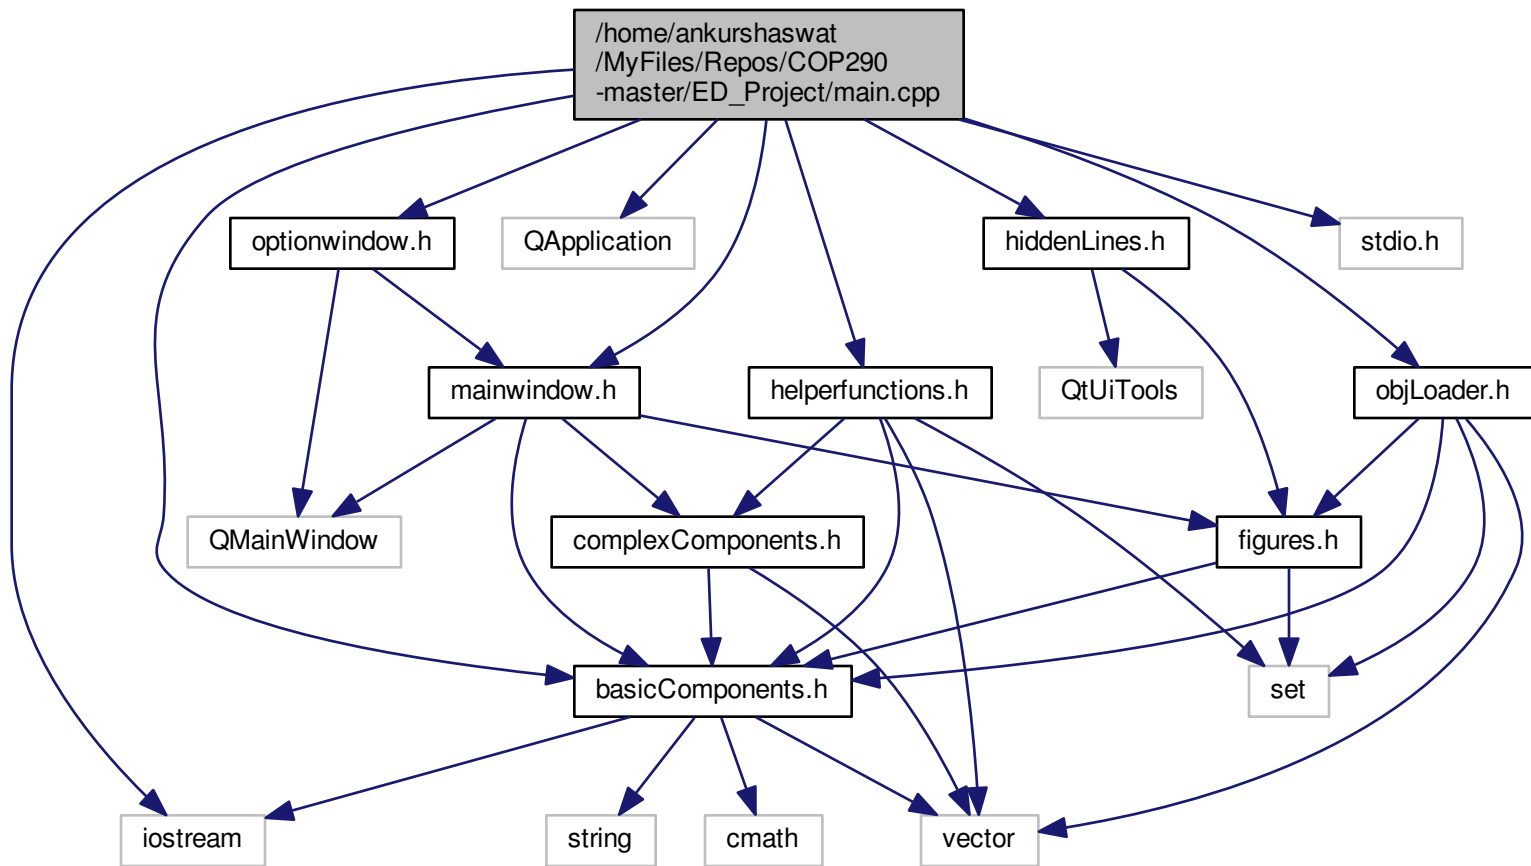 /home/ankurshaswat
/MyFiles/Repos/COP290
-master/ED_Project/main.cpp
optionwindow.h
QApplication
hiddenLines.h
stdio.h
mainwindow.h
helperfunctions.h
QtUiTools
objLoader.h
QMainWindow
complexComponents.h
figures.h
basicComponents.h
set
iostream
string
cmath
vector